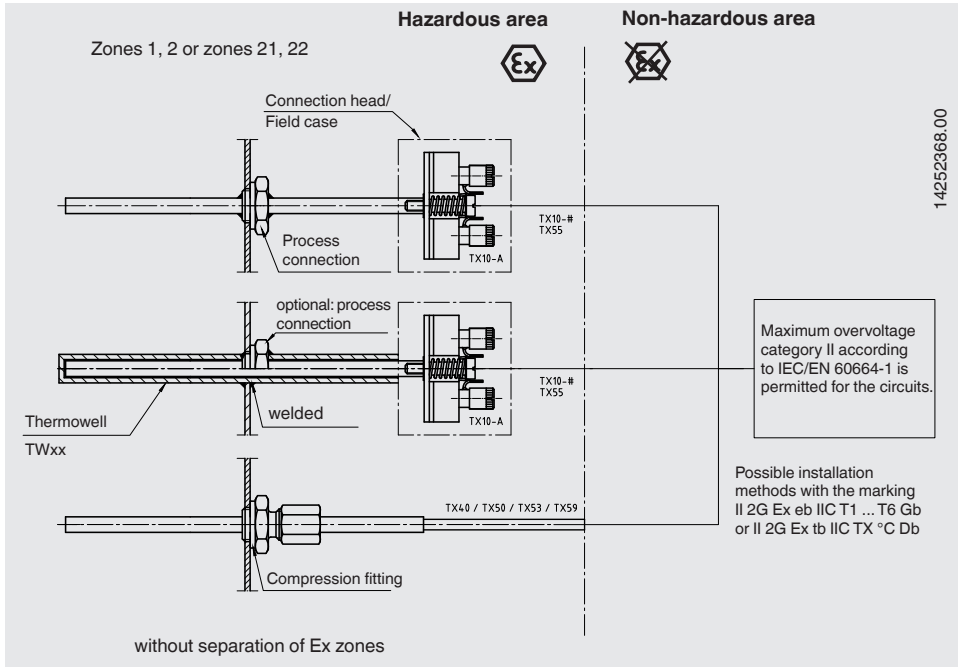 Hazardous area
Non-hazardous area
Zones 1, 2 or zones 21, 22
Ex
Ex
14252368.00
Connection head/
Field case
TX10-#
TX55
TX10-A
Process
connection
optional: process
connection
TX10-#
TX55
TX10-A
welded
Thermowell
TWxx
Maximum overvoltage
category II according
to IEC/EN 60664-1 is
permitted for the circuits.
Possible installation
methods with the marking
II 2G Ex eb IIC T1 ... T6 Gb
or II 2G Ex tb IIC TX °C Db
TX40 / TX50 / TX53 / TX59
Compression fitting
without separation of Ex zones